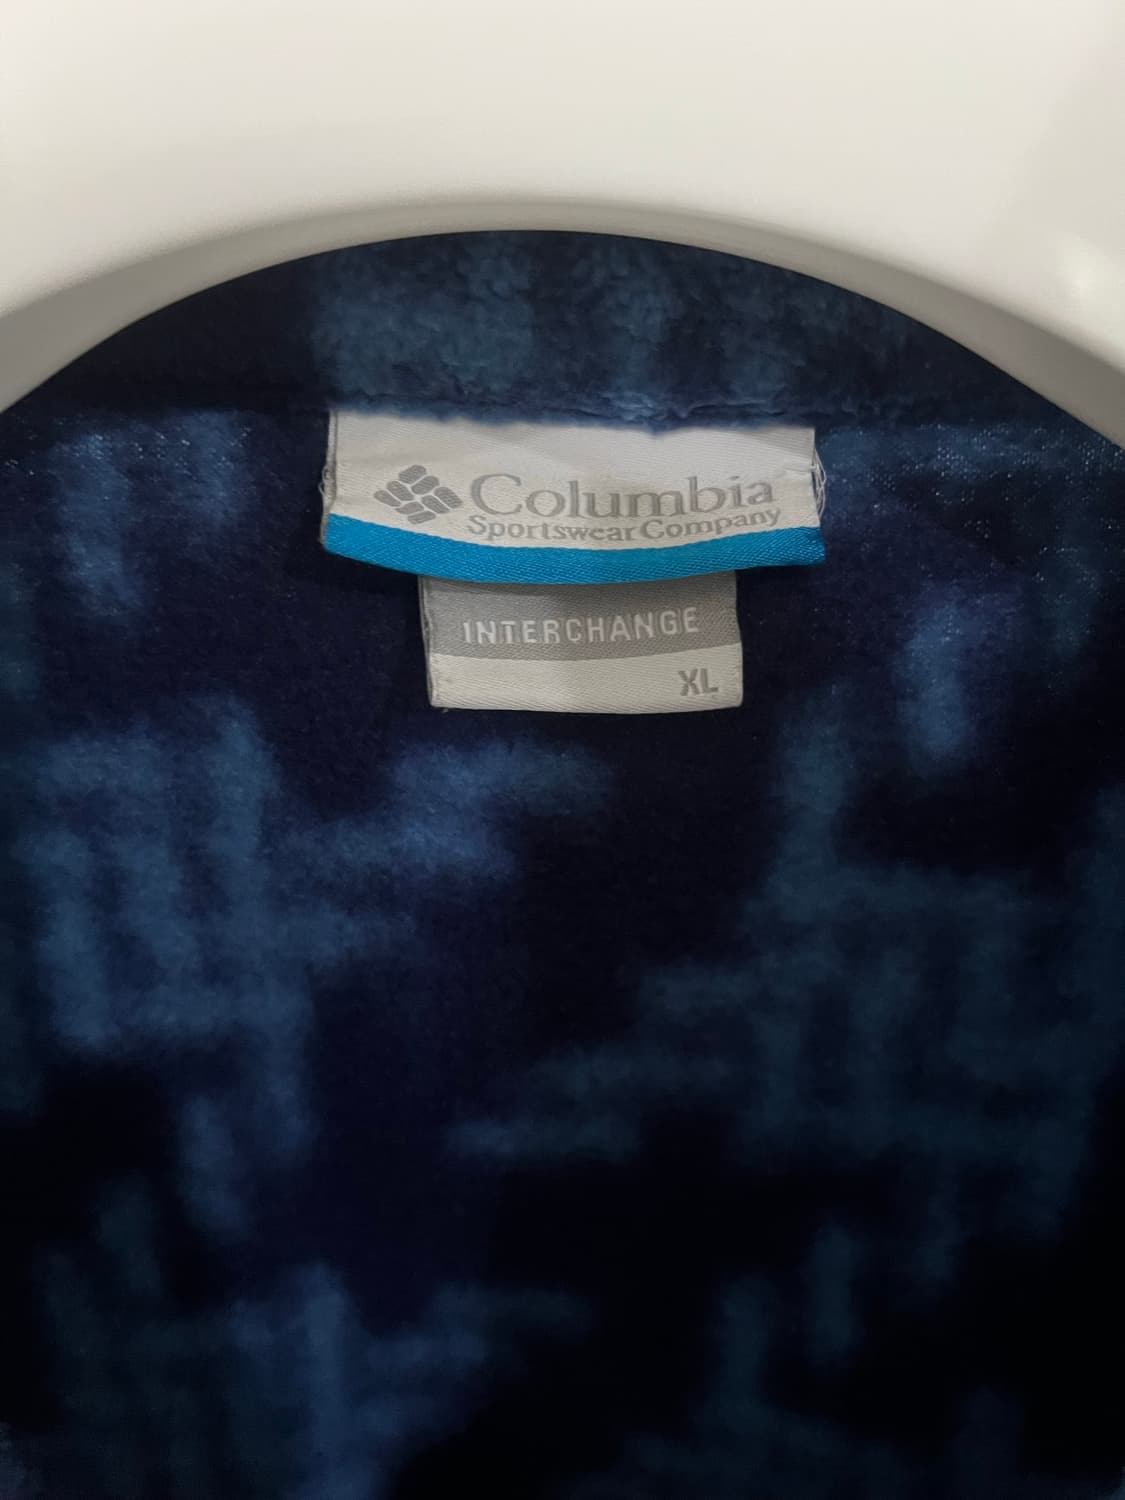 Columbia
Sportswear Company
INTERCHANGE
XL